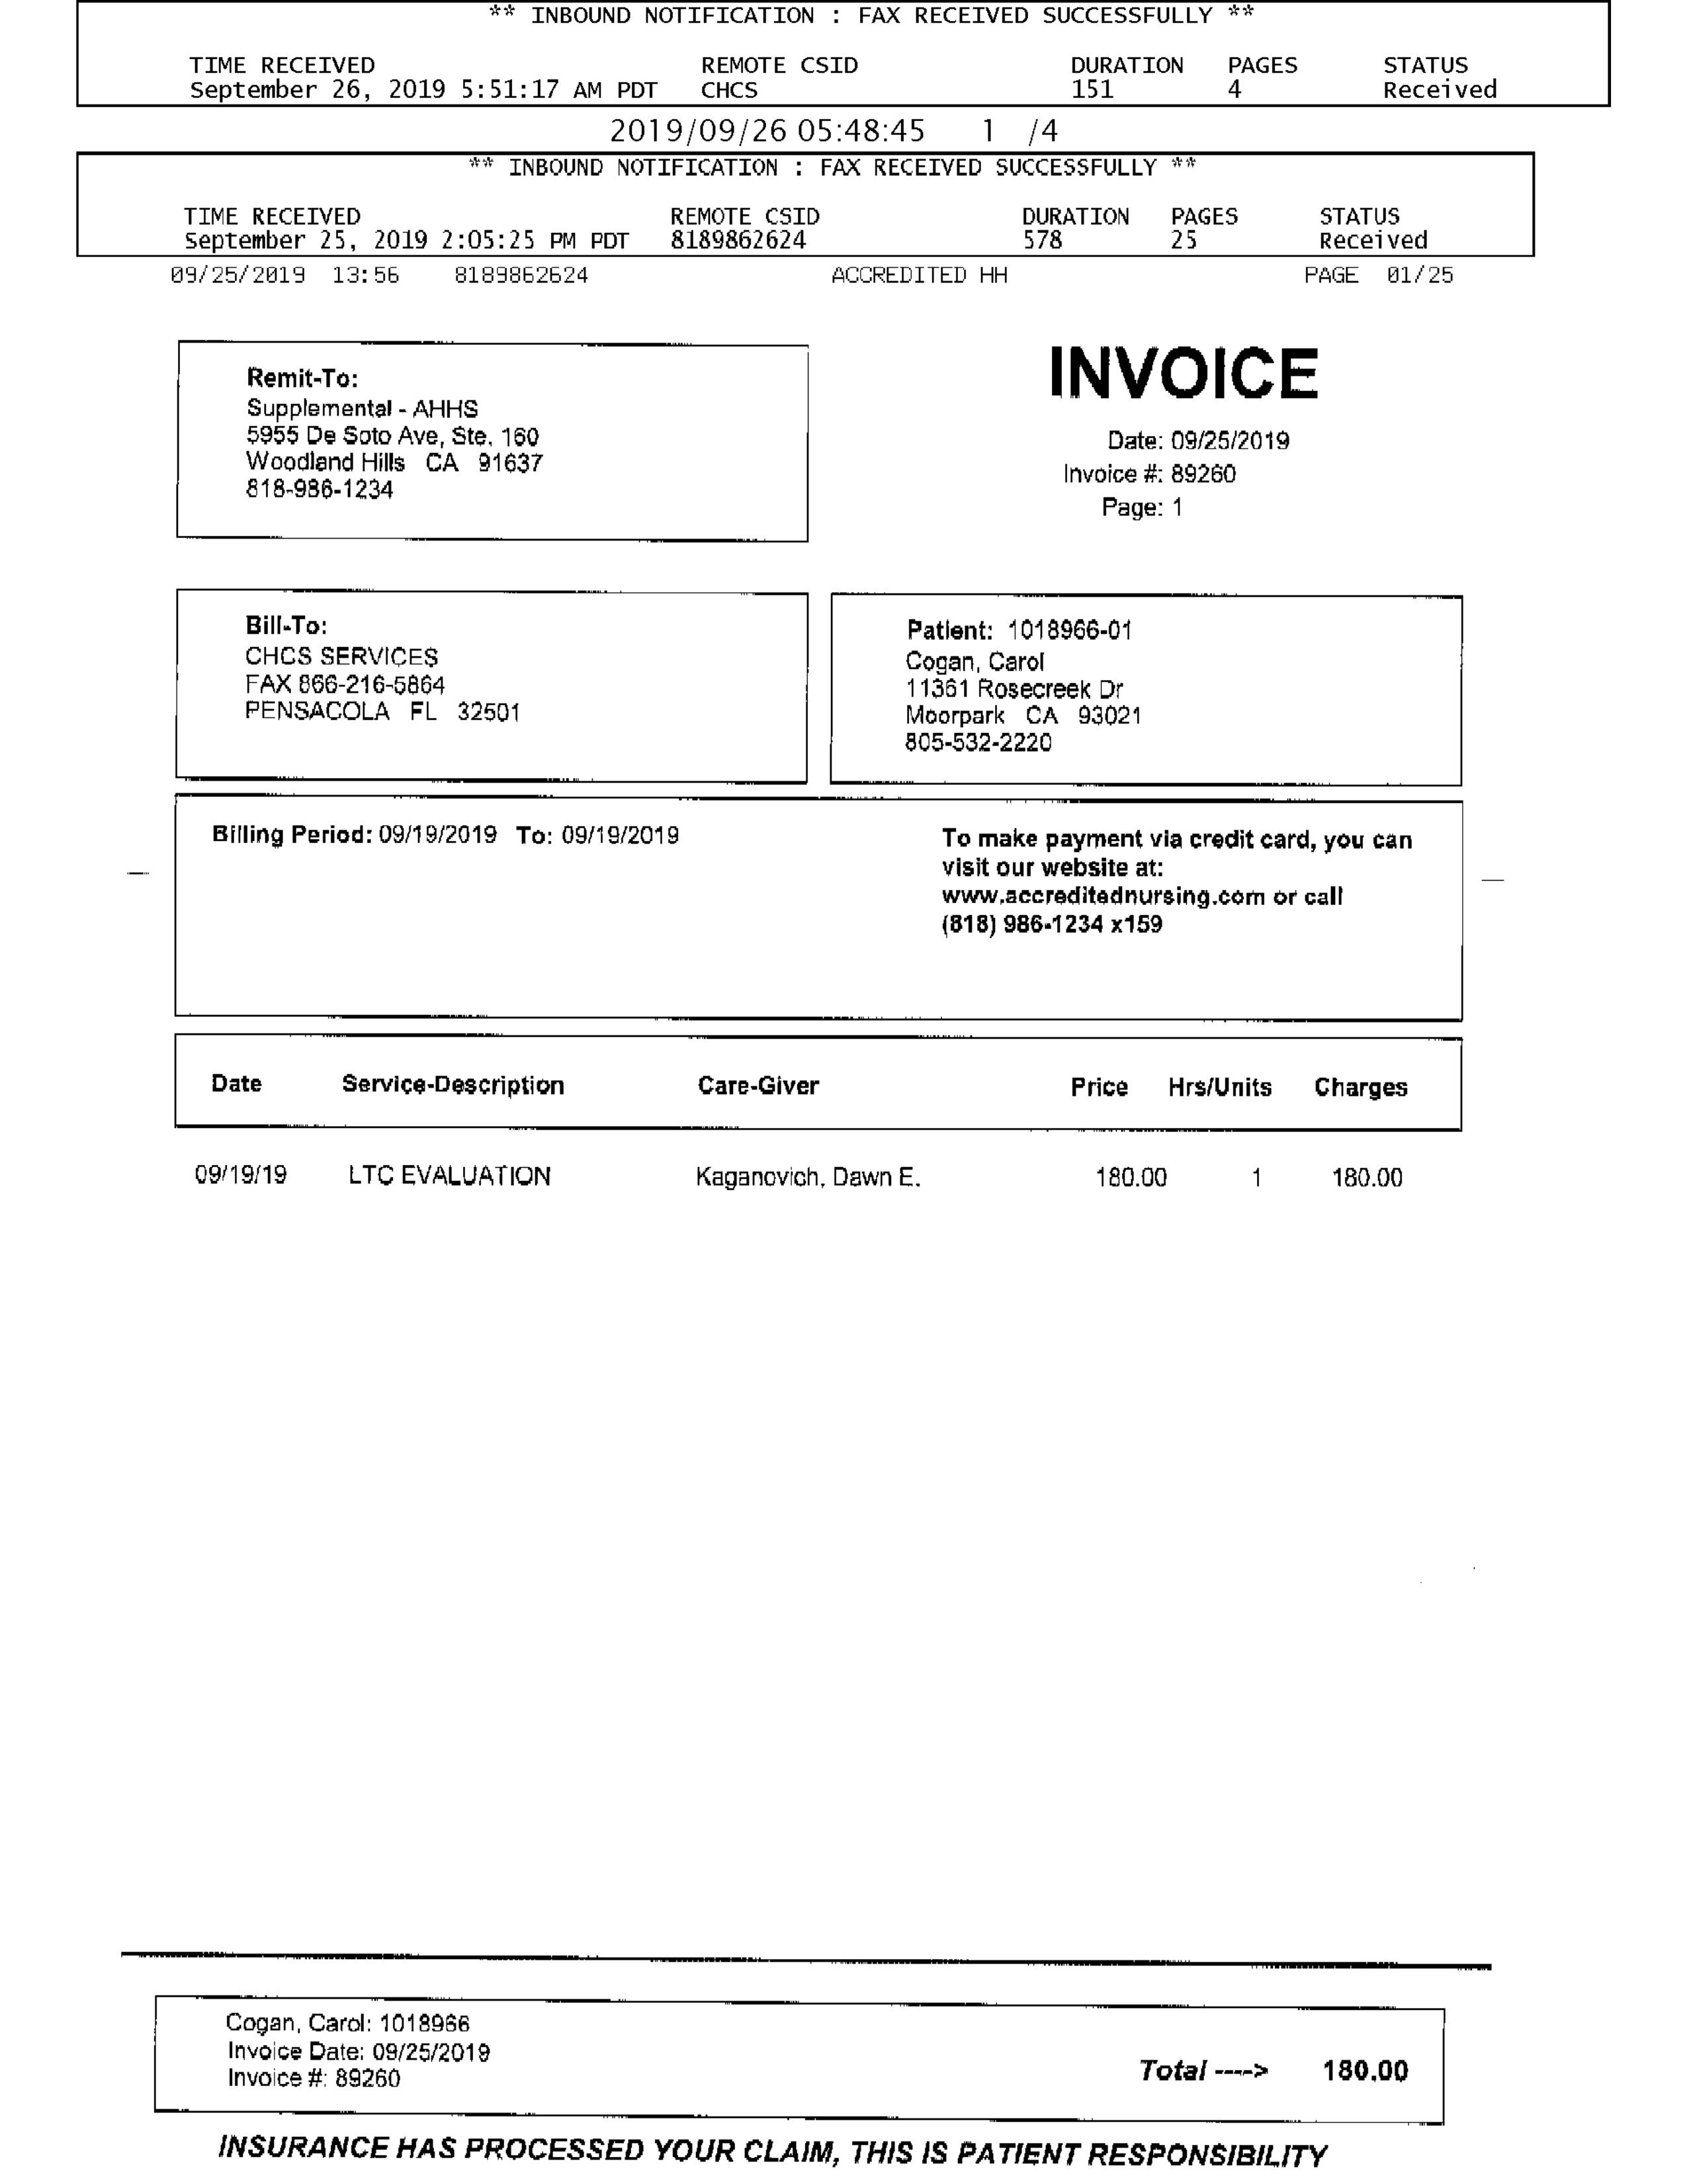 ** INBOUND NOTIFICATION : FAX RECEIVED SUCCESSFULLY **
TIME RECEIVED REMOTE CSID DURATION PAGES STATUS
September 26, 2019 5:51:17 AM PDT CHCS 151 4 Received
2019/09/26 05:48:45 1 /4
** INBOUND NOTIFICATION : FAX RECEIVED SUCCESSFULLY **
TIME RECEIVED REMOTE CSID DURATION PAGES STATUS
September 25, 2019 2:05:25 PM PDT 8189862624 578 25 Received
09/25/2019 13:56 8189862624 ACCREDITED HH PAGE 01/25
INVOICE
Remit-To:
Supplemental - AHHS
5955 De Soto Ave, Ste. 160
Woodland Hills CA 91637
818-986-1234
Date: 09/25/2019
Invoice #: 89260
Page: 1
Bill-To:
CHCS SERVICES
FAX 866-216-5864
PENSACOLA FL 32501
Patient: 1018966-01
Cogan, Carol
11361 Rosecreek Dr
Moorpark CA 93021
805-532-2220
Billing Period: 09/19/2019 To: 09/19/2019
To make payment via credit card, you can
visit our website at:
www.accreditednursing.com or call
(818) 986-1234 x159
Date Service-Description Care-Giver Price Hrs/Units Charges
09/19/19 LTC EVALUATION Kaganovich, Dawn E. 180.00 1 180.00
Cogan, Carol: 1018966
Invoice Date: 09/25/2019
Invoice #: 89260
Total ----> 180.00
INSURANCE HAS PROCESSED YOUR CLAIM, THIS IS PATIENT RESPONSIBILITY